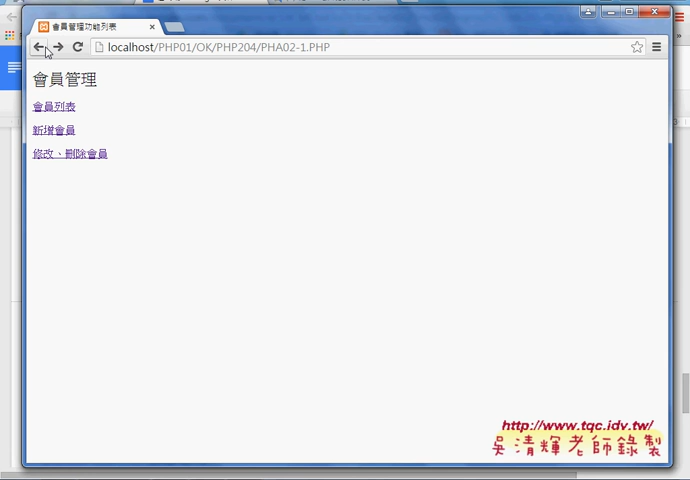 會員管理功能列表
localhost/PHP01/OK/PHP204/PHA02-1.PHP
會員管理
會員列表
新增會員
修改、刪除會員
http://www.tqc.idv.tw/
吳清輝老師錄製